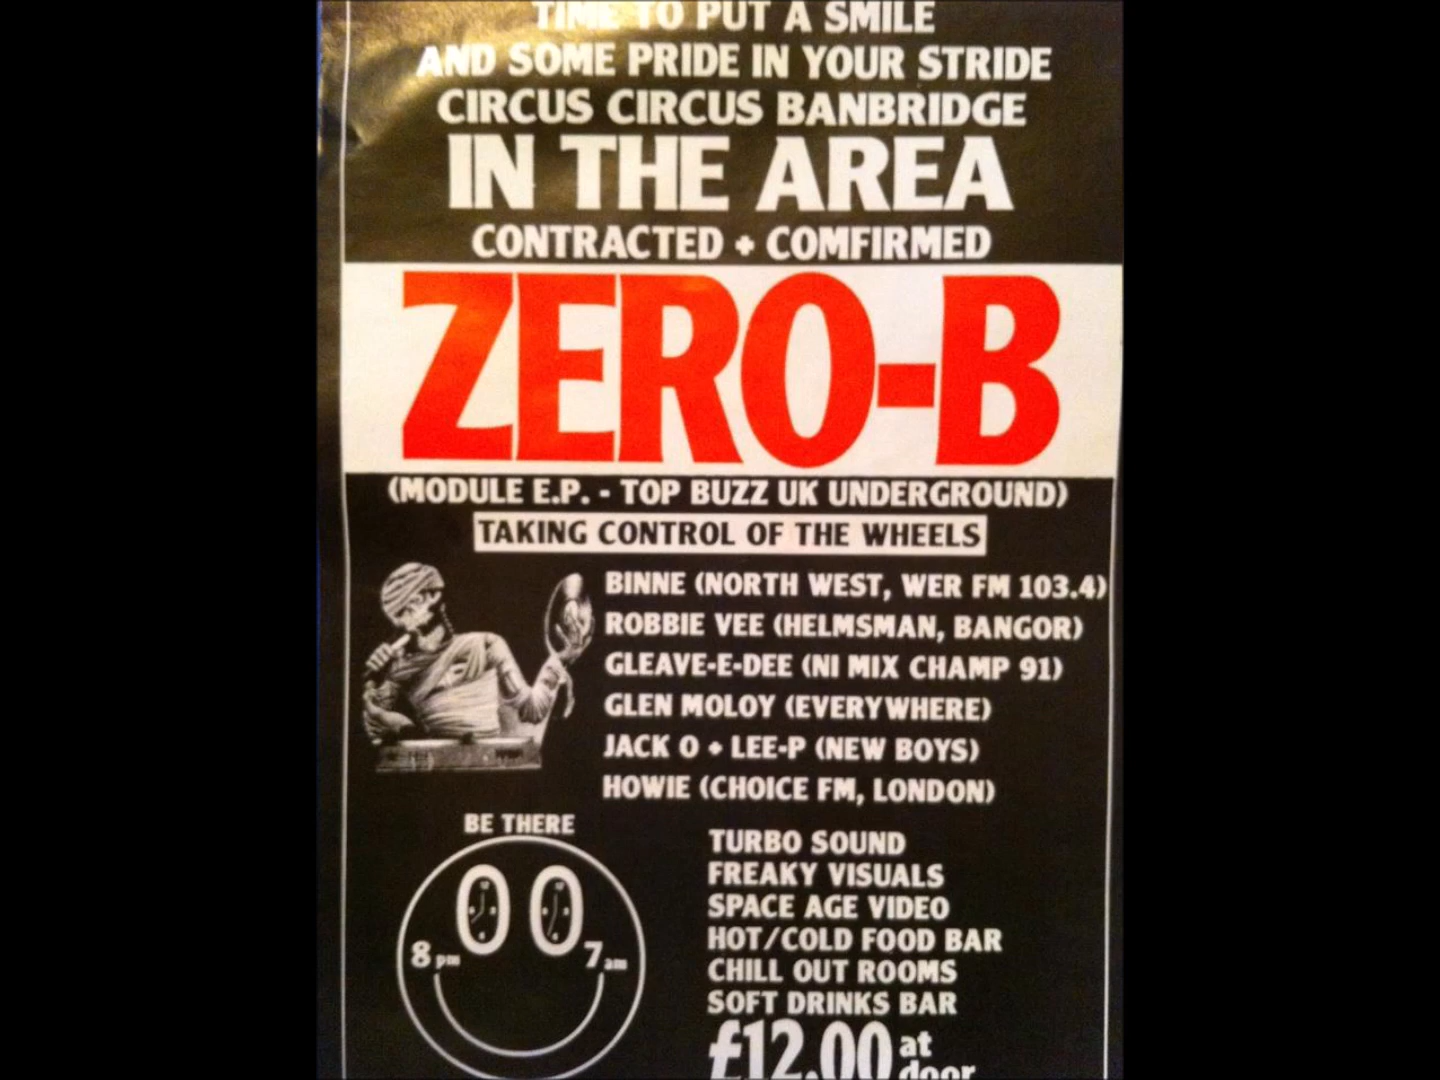 TIME TO PUT A SMILE
AND SOME PRIDE IN YOUR STRIDE
CIRCUS CIRCUS BANBRIDGE
IN THE AREA
CONTRACTED + COMFIRMED
ZERO-B
(MODULE E.P. - TOP BUZZ UK UNDERGROUND)
TAKING CONTROL OF THE WHEELS
BINNE (NORTH WEST, WER FM 103.4)
ROBBIE VEE (HELMSMAN, BANGOR)
GLEAVE-E-DEE (NI MIX CHAMP 91)
GLEN MOLOY (EVERYWHERE)
JACK O + LEE-P (NEW BOYS)
HOWIE (CHOICE FM, LONDON)
BE THERE
8pm 7am
TURBO SOUND
FREAKY VISUALS
SPACE AGE VIDEO
HOT/COLD FOOD BAR
CHILL OUT ROOMS
SOFT DRINKS BAR
£12.00 at
door